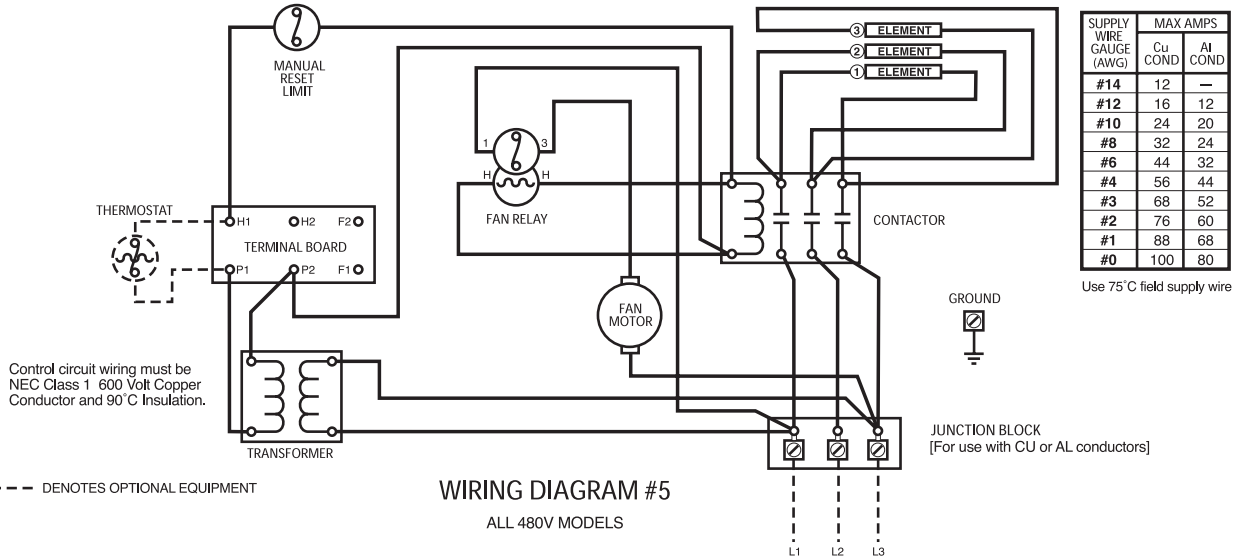 MANUAL
RESET
LIMIT
3 ELEMENT
2 ELEMENT
1 ELEMENT
1 3
H H
FAN RELAY
CONTACTOR
THERMOSTAT
H1 H2 F2
TERMINAL BOARD
P1 P2 F1
FAN
MOTOR
GROUND
SUPPLY
WIRE
GAUGE
(AWG)
MAX AMPS
Cu
COND
Al
COND
#14 12 —
#12 16 12
#10 24 20
#8 32 24
#6 44 32
#4 56 44
#3 68 52
#2 76 60
#1 88 68
#0 100 80
Use 75˚C field supply wire
Control circuit wiring must be
NEC Class 1 600 Volt Copper
Conductor and 90˚C Insulation.
TRANSFORMER
JUNCTION BLOCK
[For use with CU or AL conductors]
DENOTES OPTIONAL EQUIPMENT
WIRING DIAGRAM #5
ALL 480V MODELS
L1 L2 L3